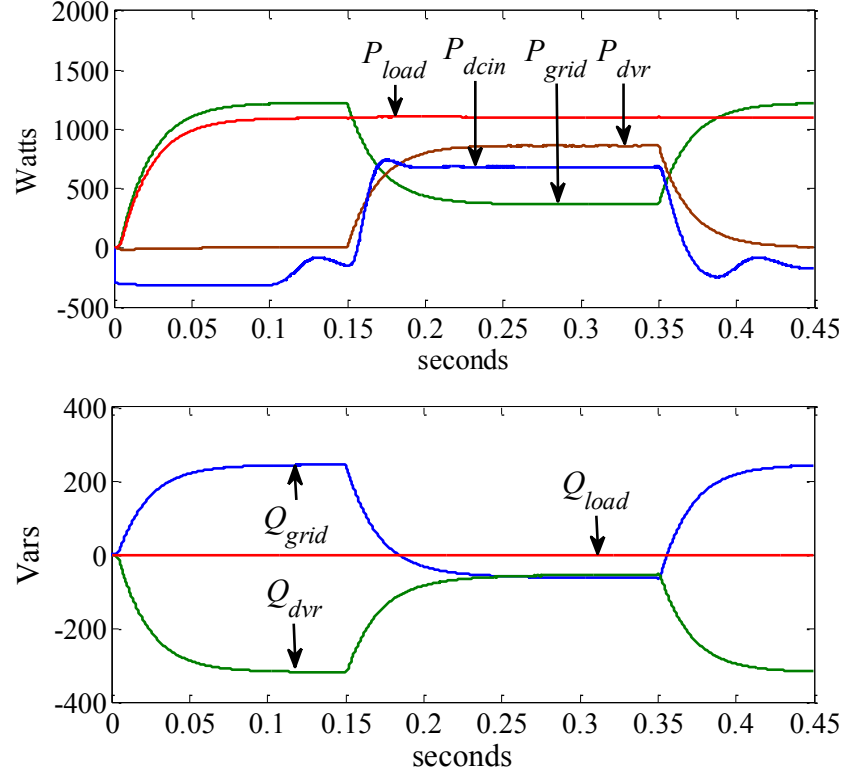 2000
1500
1000
500
0
-500
Watts
P_load P_dcin P_grid P_dvr
0 0.05 0.1 0.15 0.2 0.25 0.3 0.35 0.4 0.45
seconds
400
200
0
-200
-400
Vars
Q_grid
Q_load
Q_dvr
0 0.05 0.1 0.15 0.2 0.25 0.3 0.35 0.4 0.45
seconds